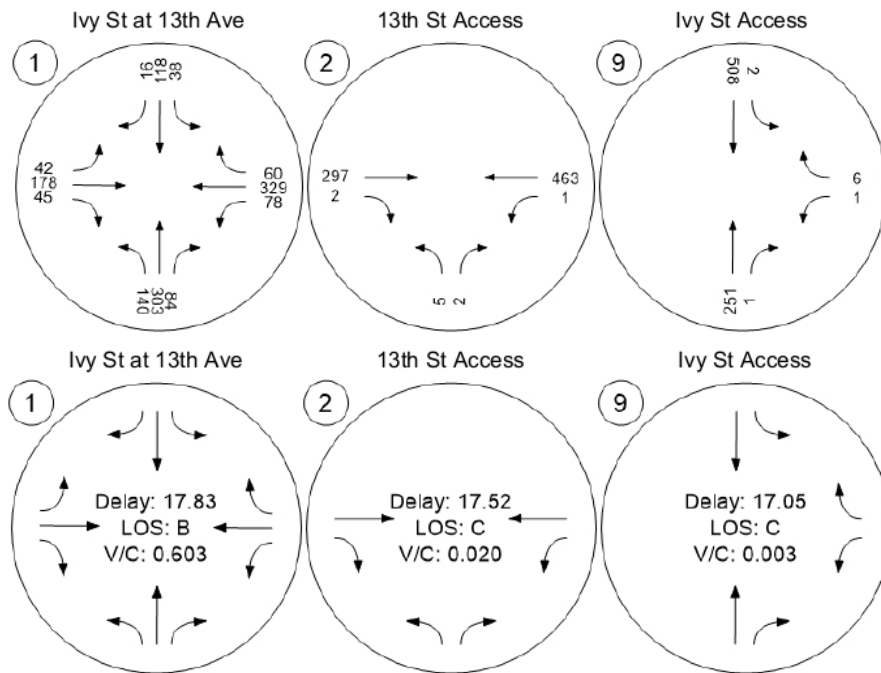 Ivy St at 13th Ave
1
16
118
38
42
178
45
60
329
78
140
303
84
13th St Access
2
297
2
463
1
5
2
Ivy St Access
9
508
2
6
1
251
1
Ivy St at 13th Ave
1
Delay: 17.83
LOS: B
V/C: 0.603
13th St Access
2
Delay: 17.52
LOS: C
V/C: 0.020
Ivy St Access
9
Delay: 17.05
LOS: C
V/C: 0.003